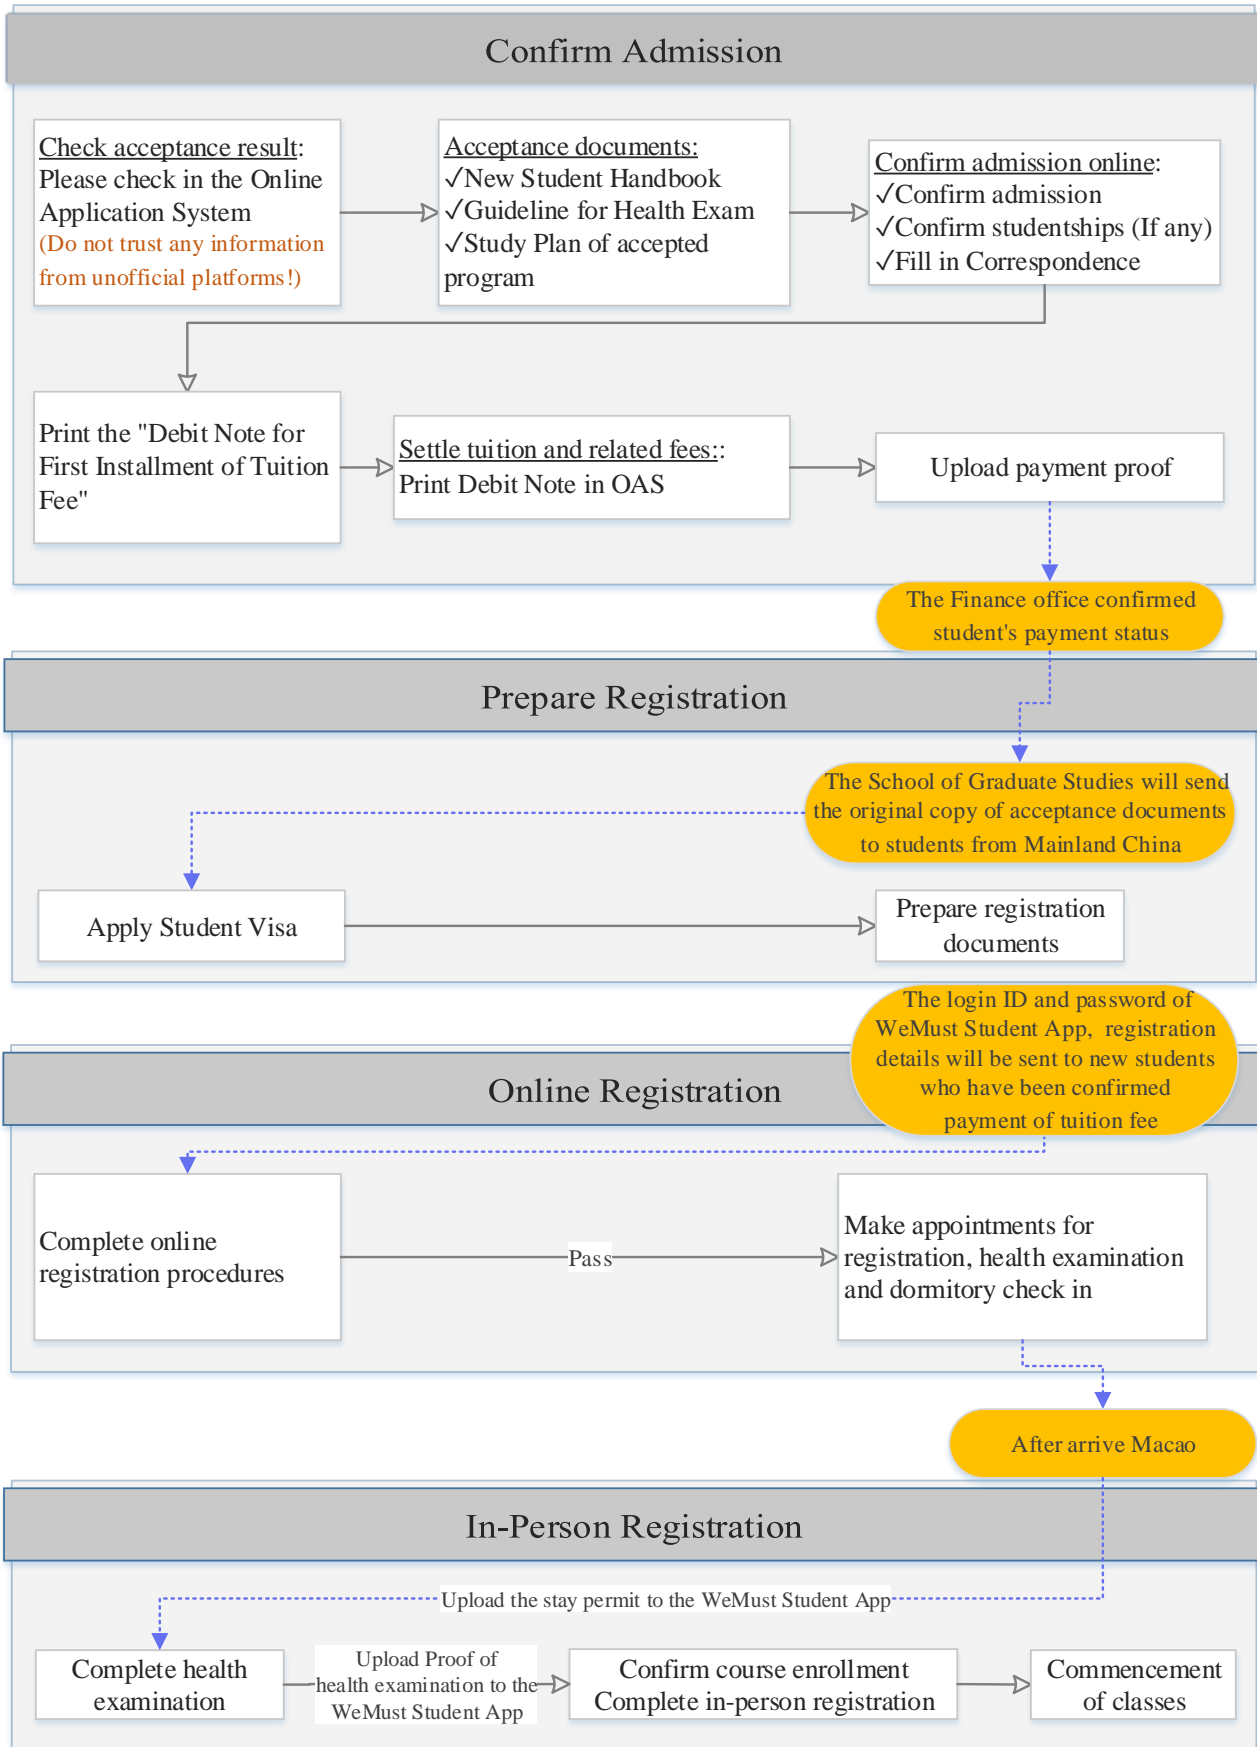 Confirm Admission
Check acceptance result:
Please check in the Online
Application System
(Do not trust any information
from unofficial platforms!)
Acceptance documents:
✓New Student Handbook
✓Guideline for Health Exam
✓Study Plan of accepted
program
Confirm admission online:
✓Confirm admission
✓Confirm studentships (If any)
✓Fill in Correspondence
Print the "Debit Note for
First Installment of Tuition
Fee"
Settle tuition and related fees::
Print Debit Note in OAS
Upload payment proof
The Finance office confirmed
student's payment status
Prepare Registration
The School of Graduate Studies will send
the original copy of acceptance documents
to students from Mainland China
Apply Student Visa
Prepare registration
documents
The login ID and password of
WeMust Student App,  registration
details will be sent to new students
who have been confirmed
payment of tuition fee
Online Registration
Complete online
registration procedures
Pass
Make appointments for
registration, health examination
and dormitory check in
After arrive Macao
In-Person Registration
Upload the stay permit to the WeMust Student App
Complete health
examination
Upload Proof of
health examination to the
WeMust Student App
Confirm course enrollment
Complete in-person registration
Commencement
of classes